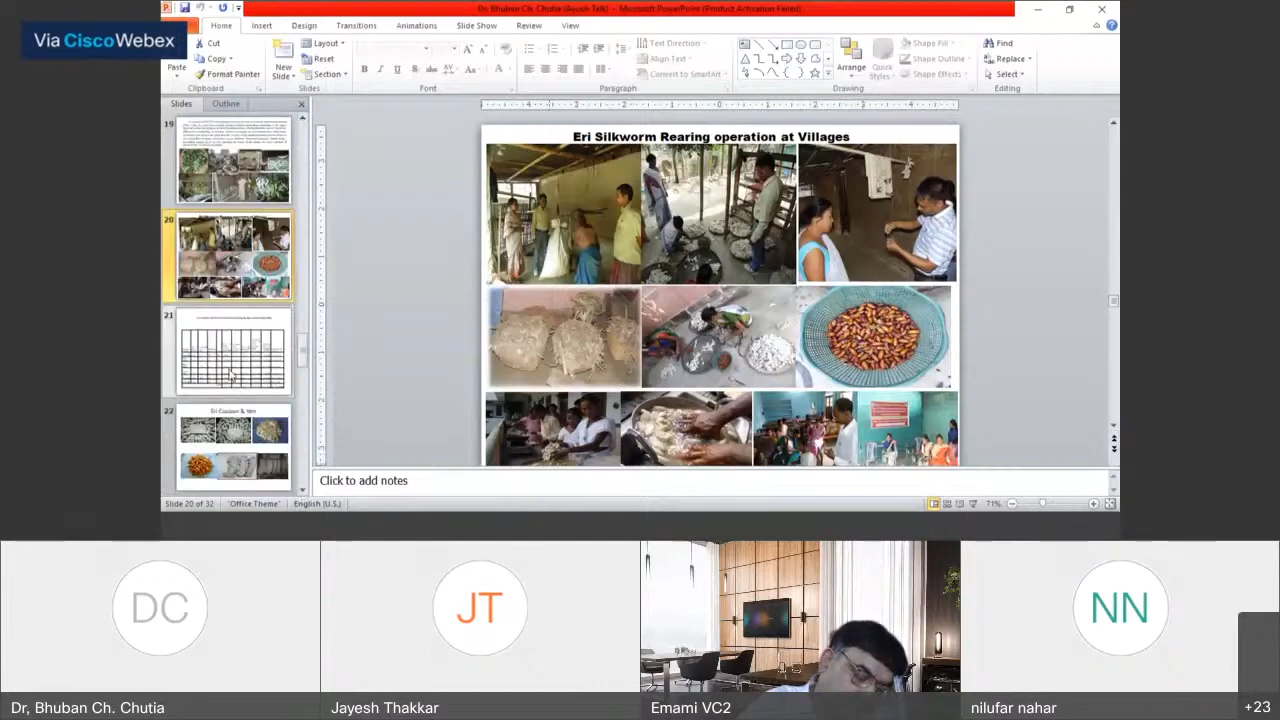 Dr. Bhuban Ch. Chutia (Ayush Talk) - Microsoft PowerPoint (Product Activation Failed)
Via CiscoWebex
Home
Insert
Design
Transitions
Animations
Slide Show
Review
View
Paste
Cut
Copy
Format Painter
Clipboard
New Slide
Layout
Reset
Section
Slides
Font
Text Direction
Align Text
Convert to SmartArt
Paragraph
Arrange
Quick Styles
Shape Fill
Shape Outline
Shape Effects
Drawing
Find
Replace
Select
Editing
Slides
Outline
19
20
21
22
Eri Cocoon & Yarn
Eri Silkworm rearing operation at Villages
Click to add notes
Slide 20 of 32
"Office Theme"
English (U.S.)
71%
DC
JT
NN
Dr, Bhuban Ch. Chutia
Jayesh Thakkar
Emami VC2
nilufar nahar
+23